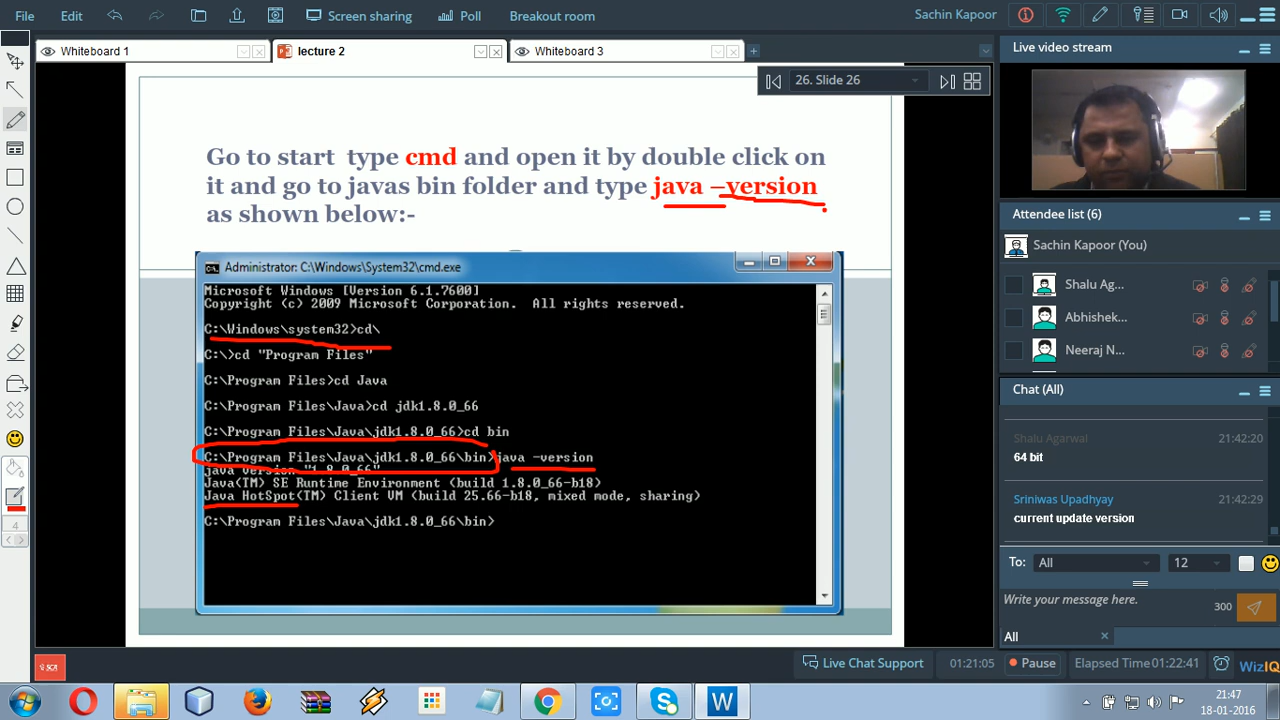 File Edit Screen sharing Poll Breakout room Sachin Kapoor
Whiteboard 1 lecture 2 Whiteboard 3
26. Slide 26
Go to start type cmd and open it by double click on
it and go to javas bin folder and type java –version
as shown below:-
Administrator: C:\Windows\System32\cmd.exe
Microsoft Windows [Version 6.1.7600]
Copyright (c) 2009 Microsoft Corporation. All rights reserved.
C:\Windows\system32>cd\
C:\>cd "Program Files"
C:\Program Files>cd Java
C:\Program Files\Java>cd jdk1.8.0_66
C:\Program Files\Java\jdk1.8.0_66>cd bin
C:\Program Files\Java\jdk1.8.0_66\bin>java -version
java version "1.8.0_66"
Java(TM) SE Runtime Environment (build 1.8.0_66-b18)
Java HotSpot(TM) Client VM (build 25.66-b18, mixed mode, sharing)
C:\Program Files\Java\jdk1.8.0_66\bin>
Live video stream
Attendee list (6)
Sachin Kapoor (You)
Shalu Ag...
Abhishek...
Neeraj N...
Chat (All)
Shalu Agarwal 21:42:20
64 bit
Sriniwas Upadhyay 21:42:29
current update version
To: All 12
Write your message here. 300
All
4
Live Chat Support 01:21:05 Pause Elapsed Time 01:22:41 WizIQ
W
21:47
18-01-2016